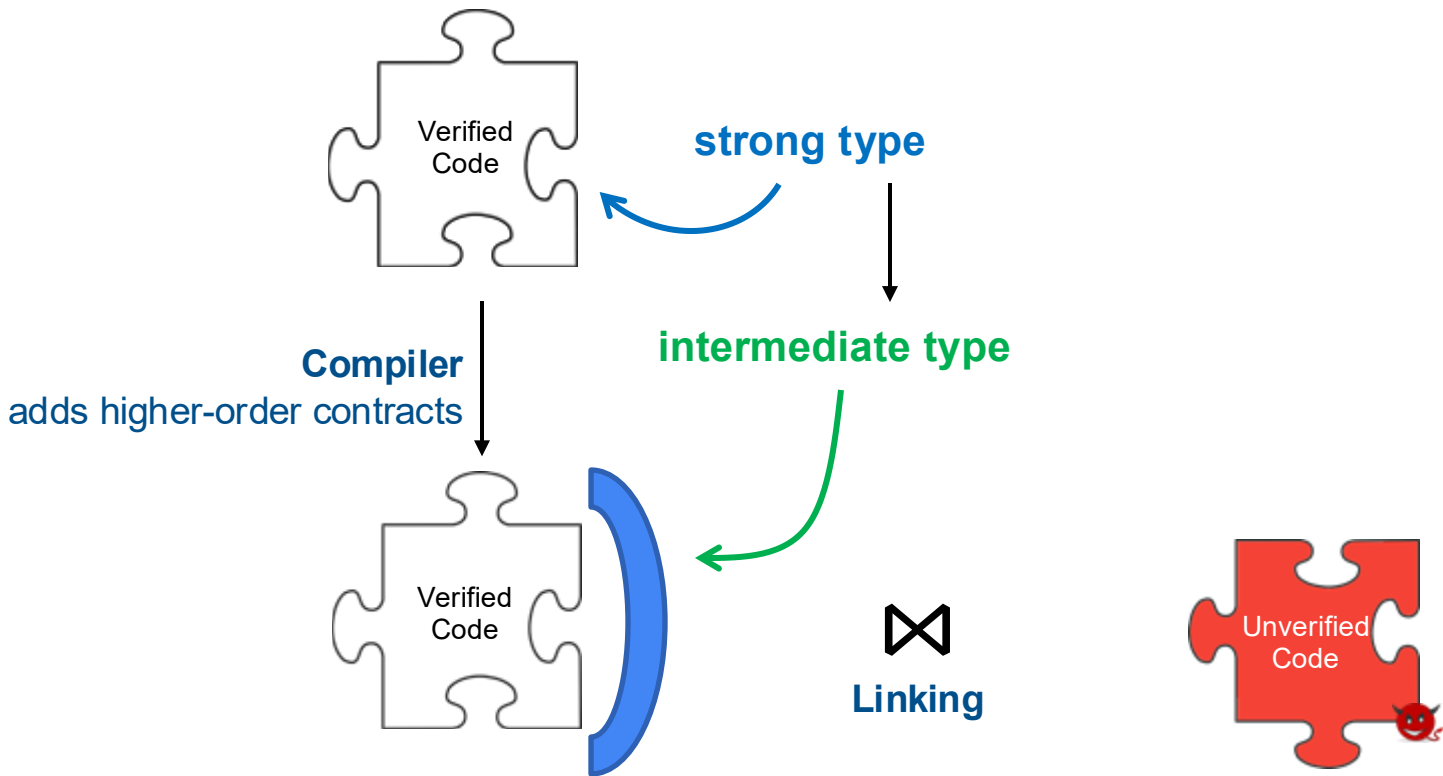 Verified
Code
strong type
intermediate type
Compiler
adds higher-order contracts
Verified
Code
Unverified
Code
Linking